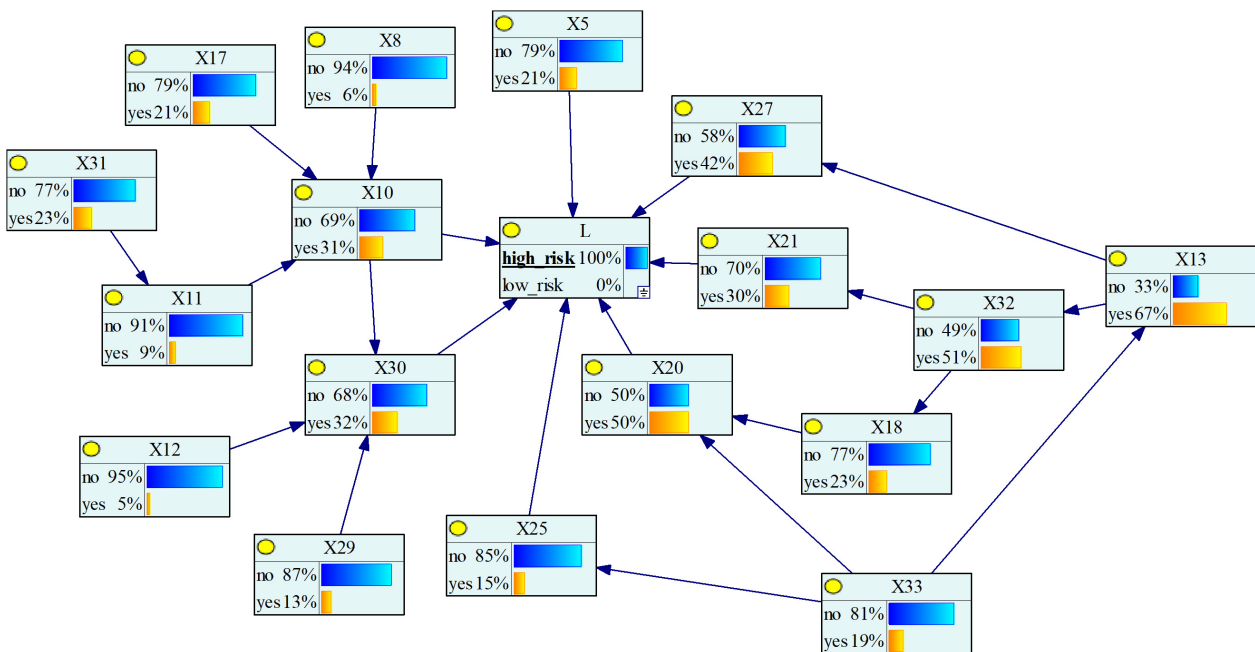 X17
no 79%
yes 21%
X8
no 94%
yes 6%
X5
no 79%
yes 21%
X27
no 58%
yes 42%
X31
no 77%
yes 23%
X10
no 69%
yes 31%
L
high_risk 100%
low_risk 0%
X21
no 70%
yes 30%
X13
no 33%
yes 67%
X11
no 91%
yes 9%
X32
no 49%
yes 51%
X30
no 68%
yes 32%
X20
no 50%
yes 50%
X18
no 77%
yes 23%
X12
no 95%
yes 5%
X29
no 87%
yes 13%
X25
no 85%
yes 15%
X33
no 81%
yes 19%